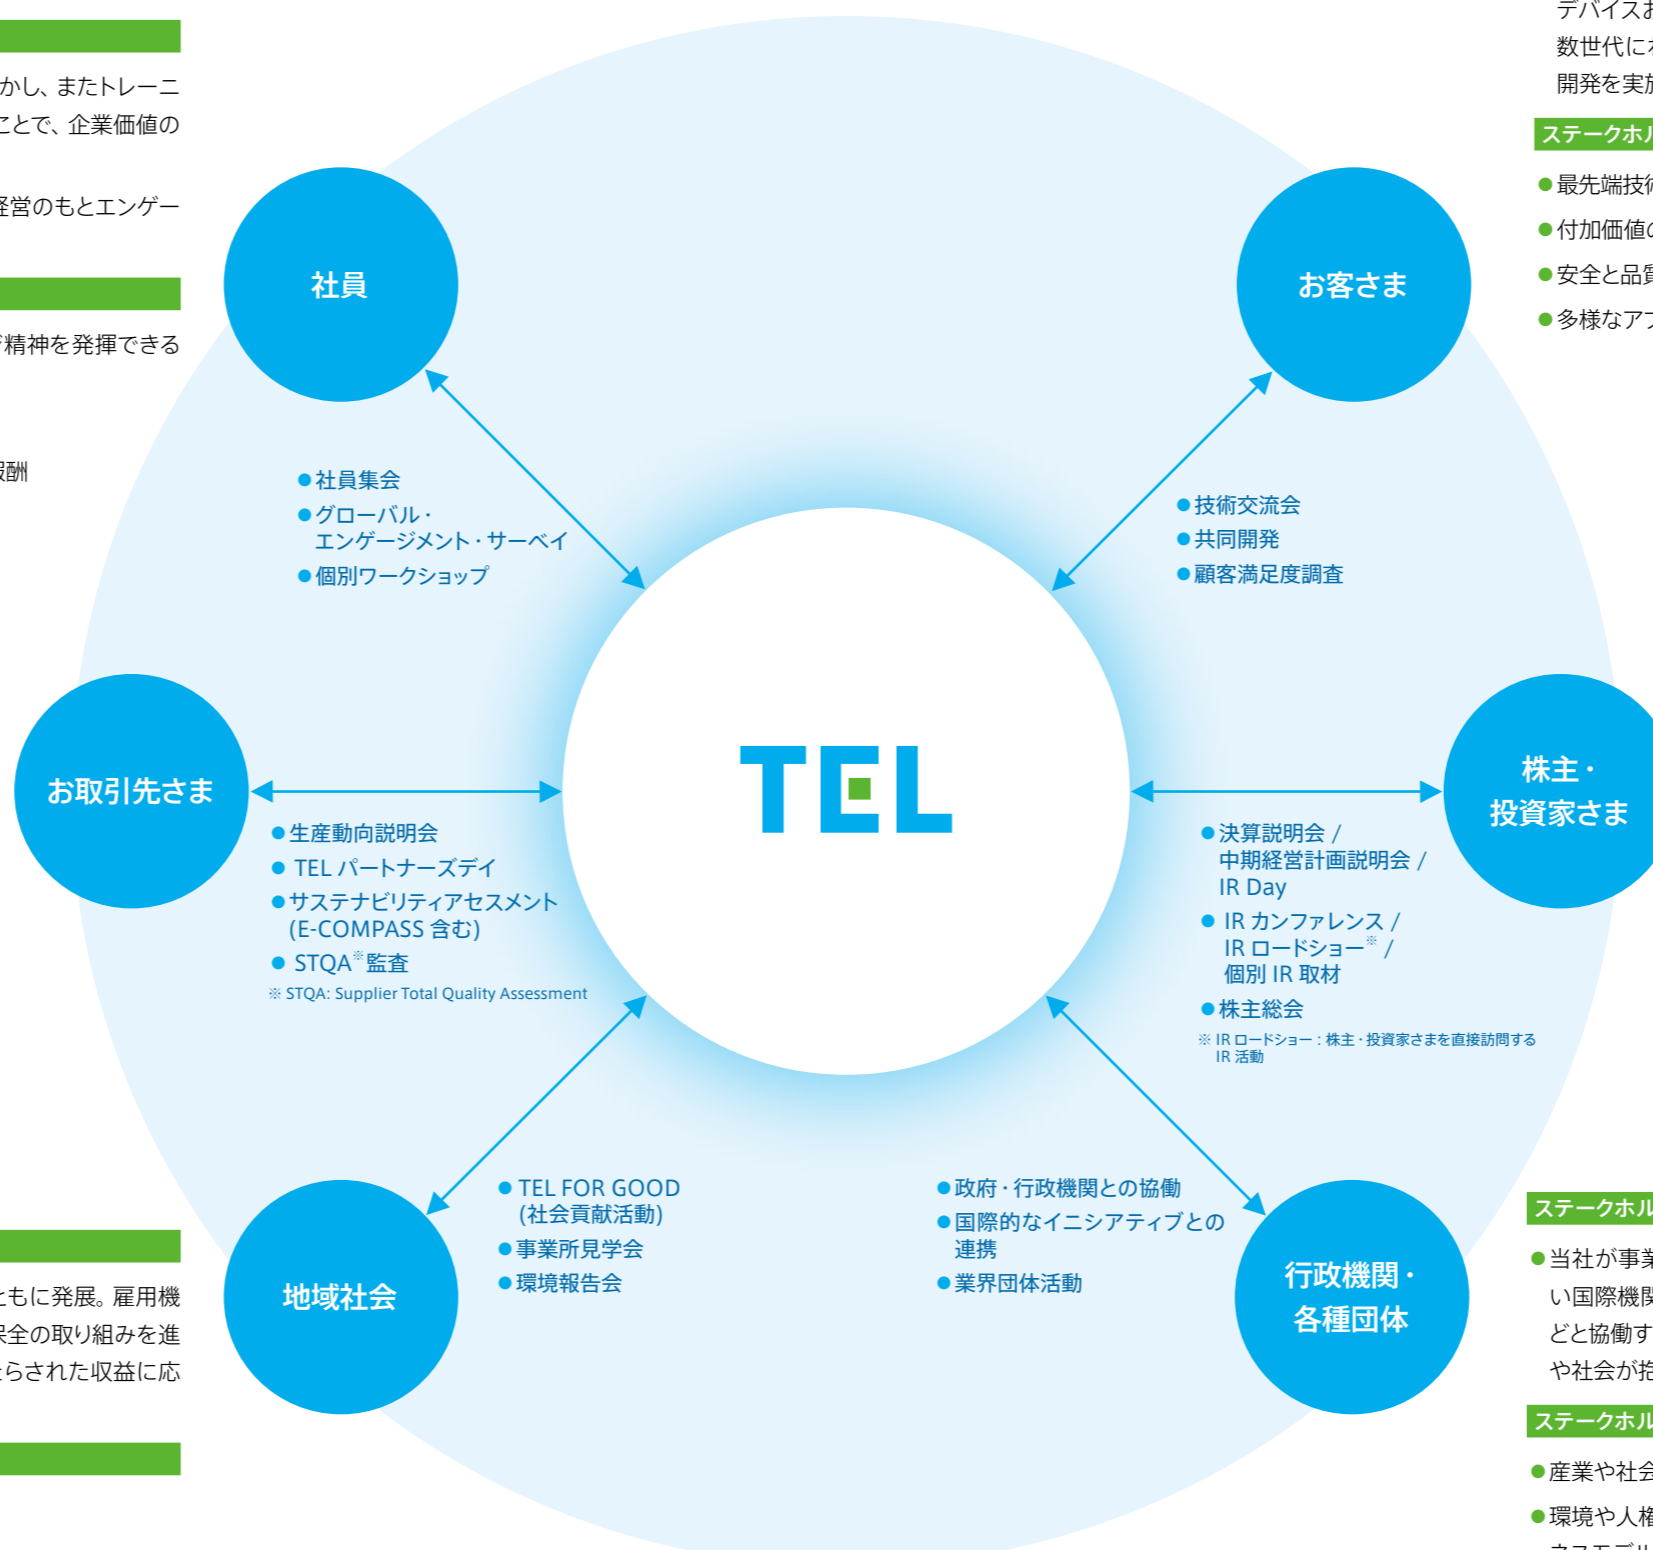 かし、またトレーニ
ことで、企業価値の
経営のもとエンゲー
精神を発揮できる
報酬
社員
● 社員集会
● グローバル・
エンゲージメント・サーベイ
● 個別ワークショップ
お客さま
● 技術交流会
● 共同開発
● 顧客満足度調査
デバイスお
数世代にわ
開発を実施
ステークホル
● 最先端技術
● 付加価値の
● 安全と品質
● 多様なアプ
お取引先さま
● 生産動向説明会
● TEL パートナーズデイ
● サステナビリティアセスメント
(E-COMPASS 含む)
● STQA※監査
※ STQA: Supplier Total Quality Assessment
TEL
株主・
投資家さま
● 決算説明会 /
中期経営計画説明会 /
IR Day
● IR カンファレンス /
IR ロードショー※ /
個別 IR 取材
● 株主総会
※ IR ロードショー : 株主・投資家さまを直接訪問する
IR 活動
ともに発展。雇用機
保全の取り組みを進
たらされた収益に応
地域社会
● TEL FOR GOOD
(社会貢献活動)
● 事業所見学会
● 環境報告会
● 政府・行政機関との協働
● 国際的なイニシアティブとの
連携
● 業界団体活動
行政機関・
各種団体
ステークホル
● 当社が事業
い国際機関
どと協働す
や社会が抱
ステークホル
● 産業や社会
● 環境や人権
ネスモデル